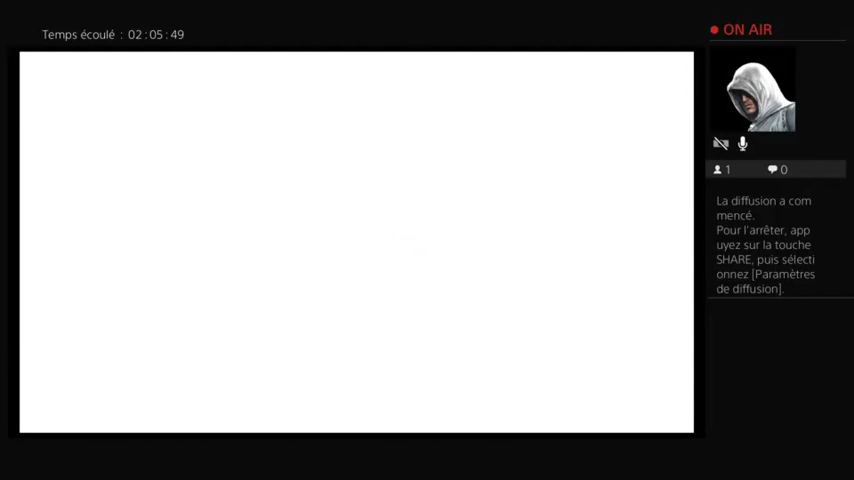 Temps écoulé : 02:05:49
ON AIR
1
0
La diffusion a com
mencé.
Pour l'arrêter, app
uyez sur la touche
SHARE, puis sélecti
onnez [Paramètres
de diffusion].